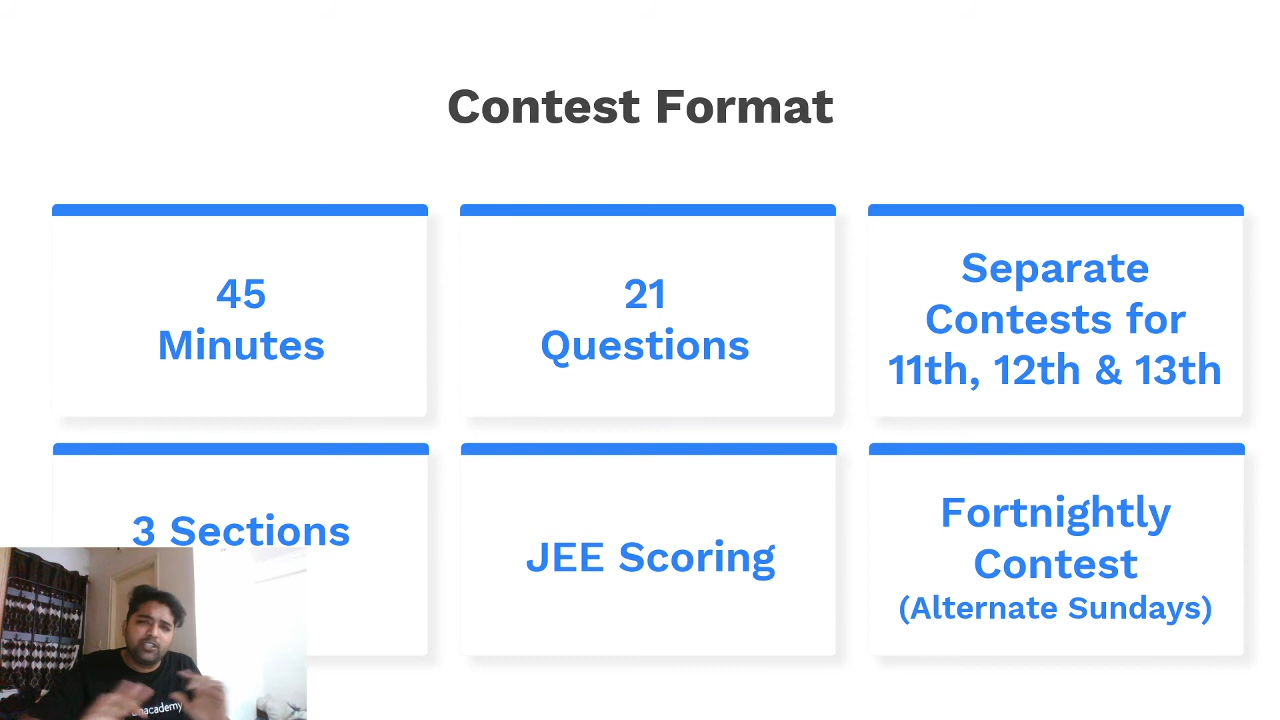 Contest Format
45
Minutes
21
Questions
Separate
Contests for
11th, 12th & 13th
3 Sections
JEE Scoring
Fortnightly
Contest
(Alternate Sundays)